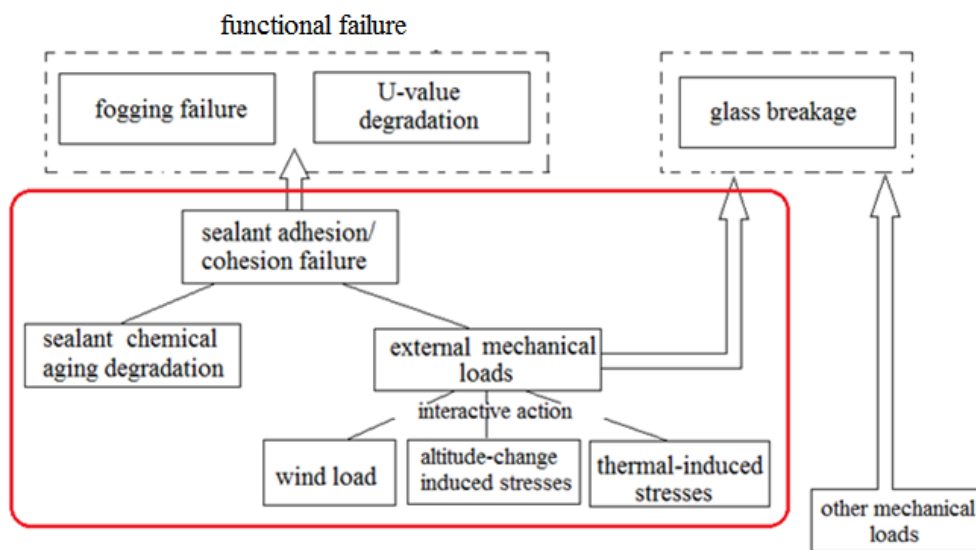 functional failure
fogging failure
U-value
degradation
glass breakage
sealant adhesion/
cohesion failure
sealant chemical
aging degradation
external mechanical
loads
interactive action
wind load
altitude-change
induced stresses
thermal-induced
stresses
other mechanical
loads